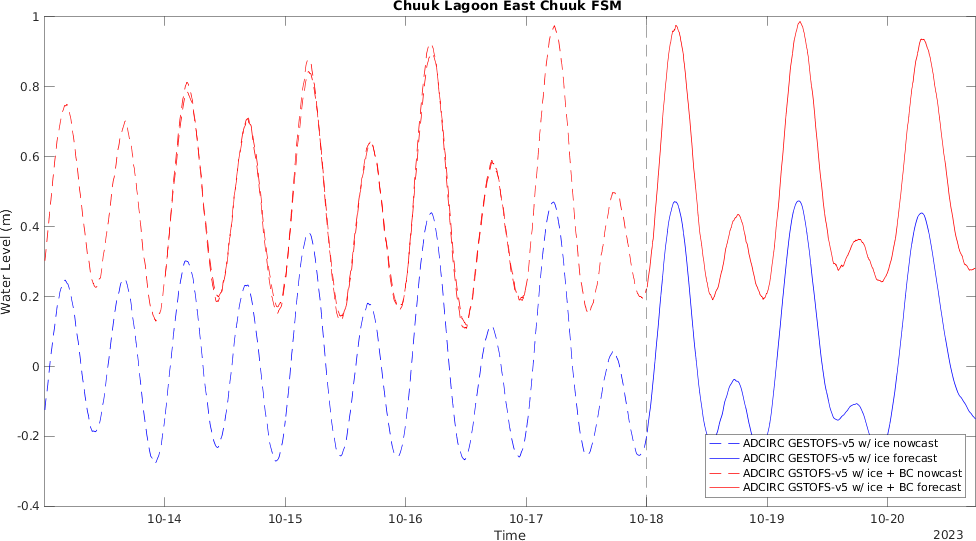 Chuuk Lagoon East Chuuk FSM
1
0.8
0.6
0.4
0.2
0
-0.2
-0.4
Water Level (m)
ADCIRC GESTOFS-v5 w/ ice nowcast
ADCIRC GESTOFS-v5 w/ ice forecast
ADCIRC GSTOFS-v5 w/ ice + BC nowcast
ADCIRC GSTOFS-v5 w/ ice + BC forecast
10-14 10-15 10-16 10-17 10-18 10-19 10-20
Time
2023